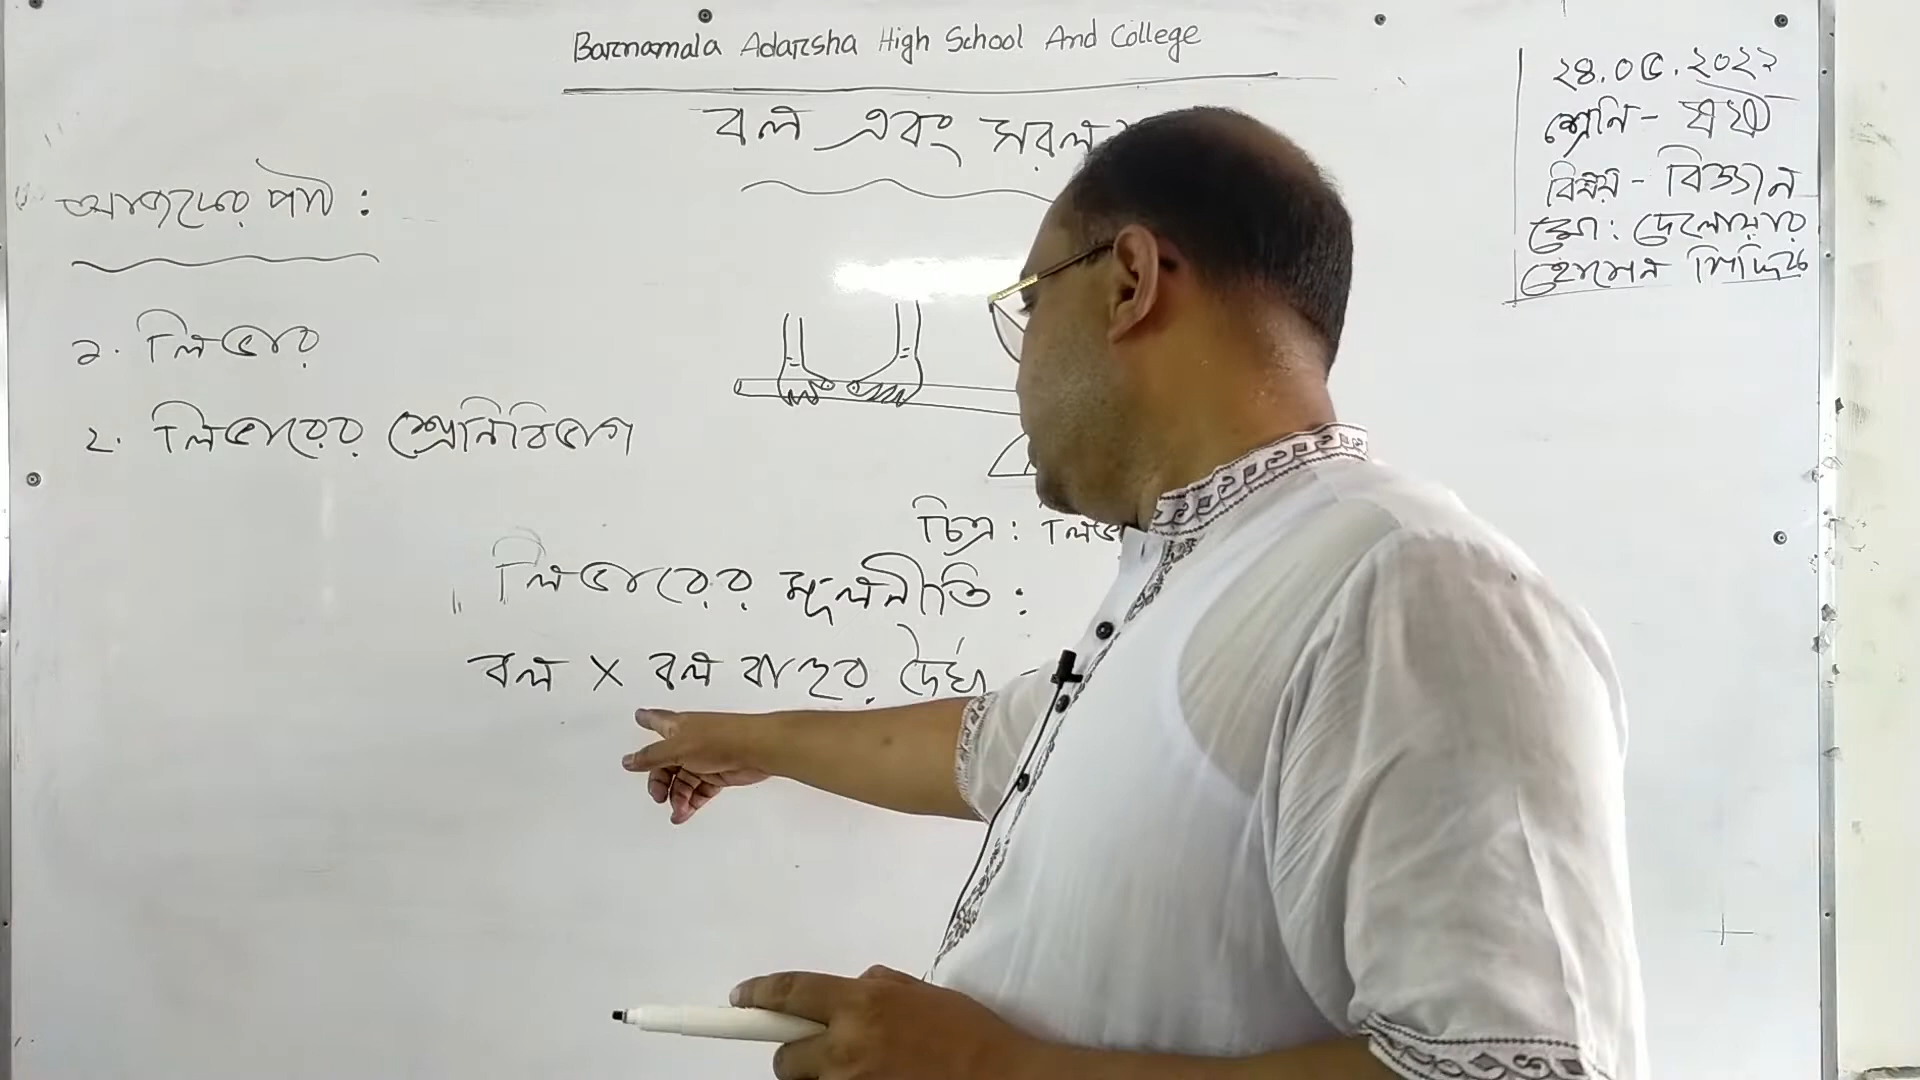 Barnamala Adarsha High School And College
বল এবং সরল
২৪.০৫.২০২২
শ্রেনি - ষষ্ঠী
বিষয় - বিজ্ঞান
মো: দেলোয়ার
হোসেন
আজকের পাঠ :
১. লিভার
২. লিভারের শ্রেনিবিভাগ
চিত্র : লিভ
লিভারের মূলনীতি :
বল × বল বাহুর দৈর্ঘ্য